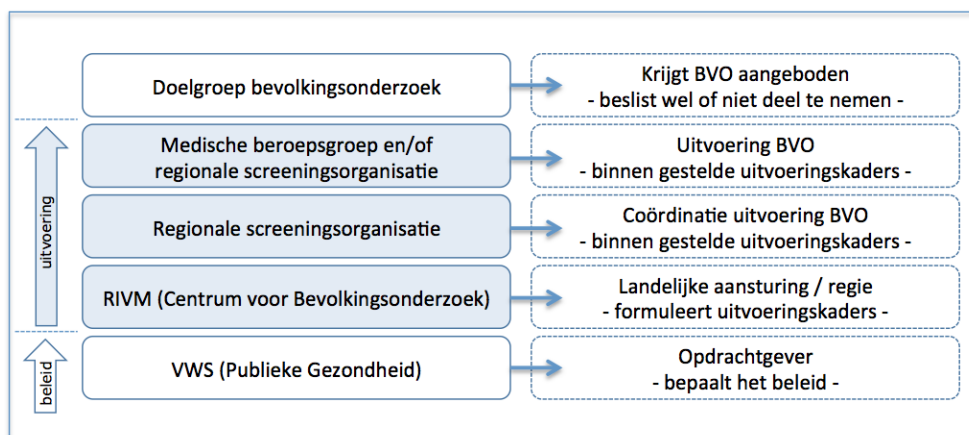 Doelgroep bevolkingsonderzoek
Krijgt BVO aangeboden
- beslist wel of niet deel te nemen -
uitvoering
Medische beroepsgroep en/of
regionale screeningsorganisatie
Uitvoering BVO
- binnen gestelde uitvoeringskaders -
Regionale screeningsorganisatie
Coördinatie uitvoering BVO
- binnen gestelde uitvoeringskaders -
RIVM (Centrum voor Bevolkingsonderzoek)
Landelijke aansturing / regie
- formuleert uitvoeringskaders -
beleid
VWS (Publieke Gezondheid)
Opdrachtgever
- bepaalt het beleid -